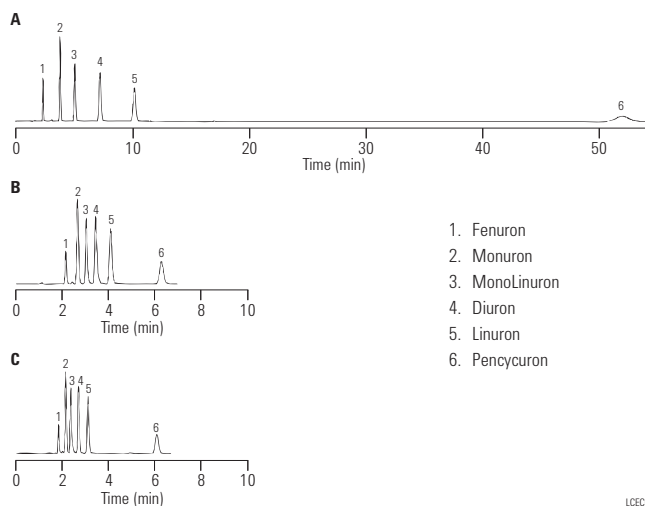 A
1
2
3
4
5
6
0 10 20 30 40 50
Time (min)
B
1
2
3
4
5
6
0 2 4 6 8 10
Time (min)
C
1
2
3
4
5
6
0 2 4 6 8 10
Time (min)
1. Fenuron
2. Monuron
3. MonoLinuron
4. Diuron
5. Linuron
6. Pencycuron
LCEC